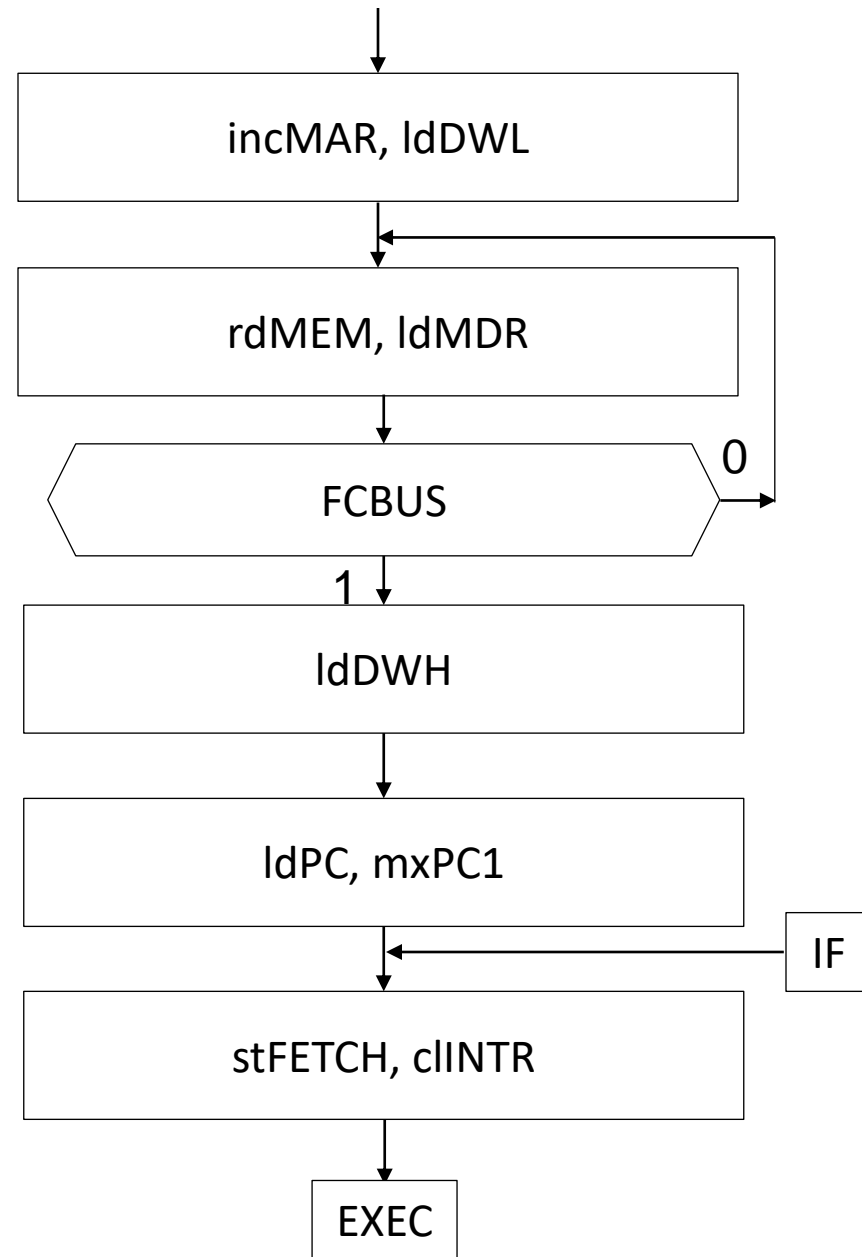 incMAR, ldDWL
rdMEM, ldMDR
0
FCBUS
1
ldDWH
ldPC, mxPC1
IF
stFETCH, clINTR
EXEC